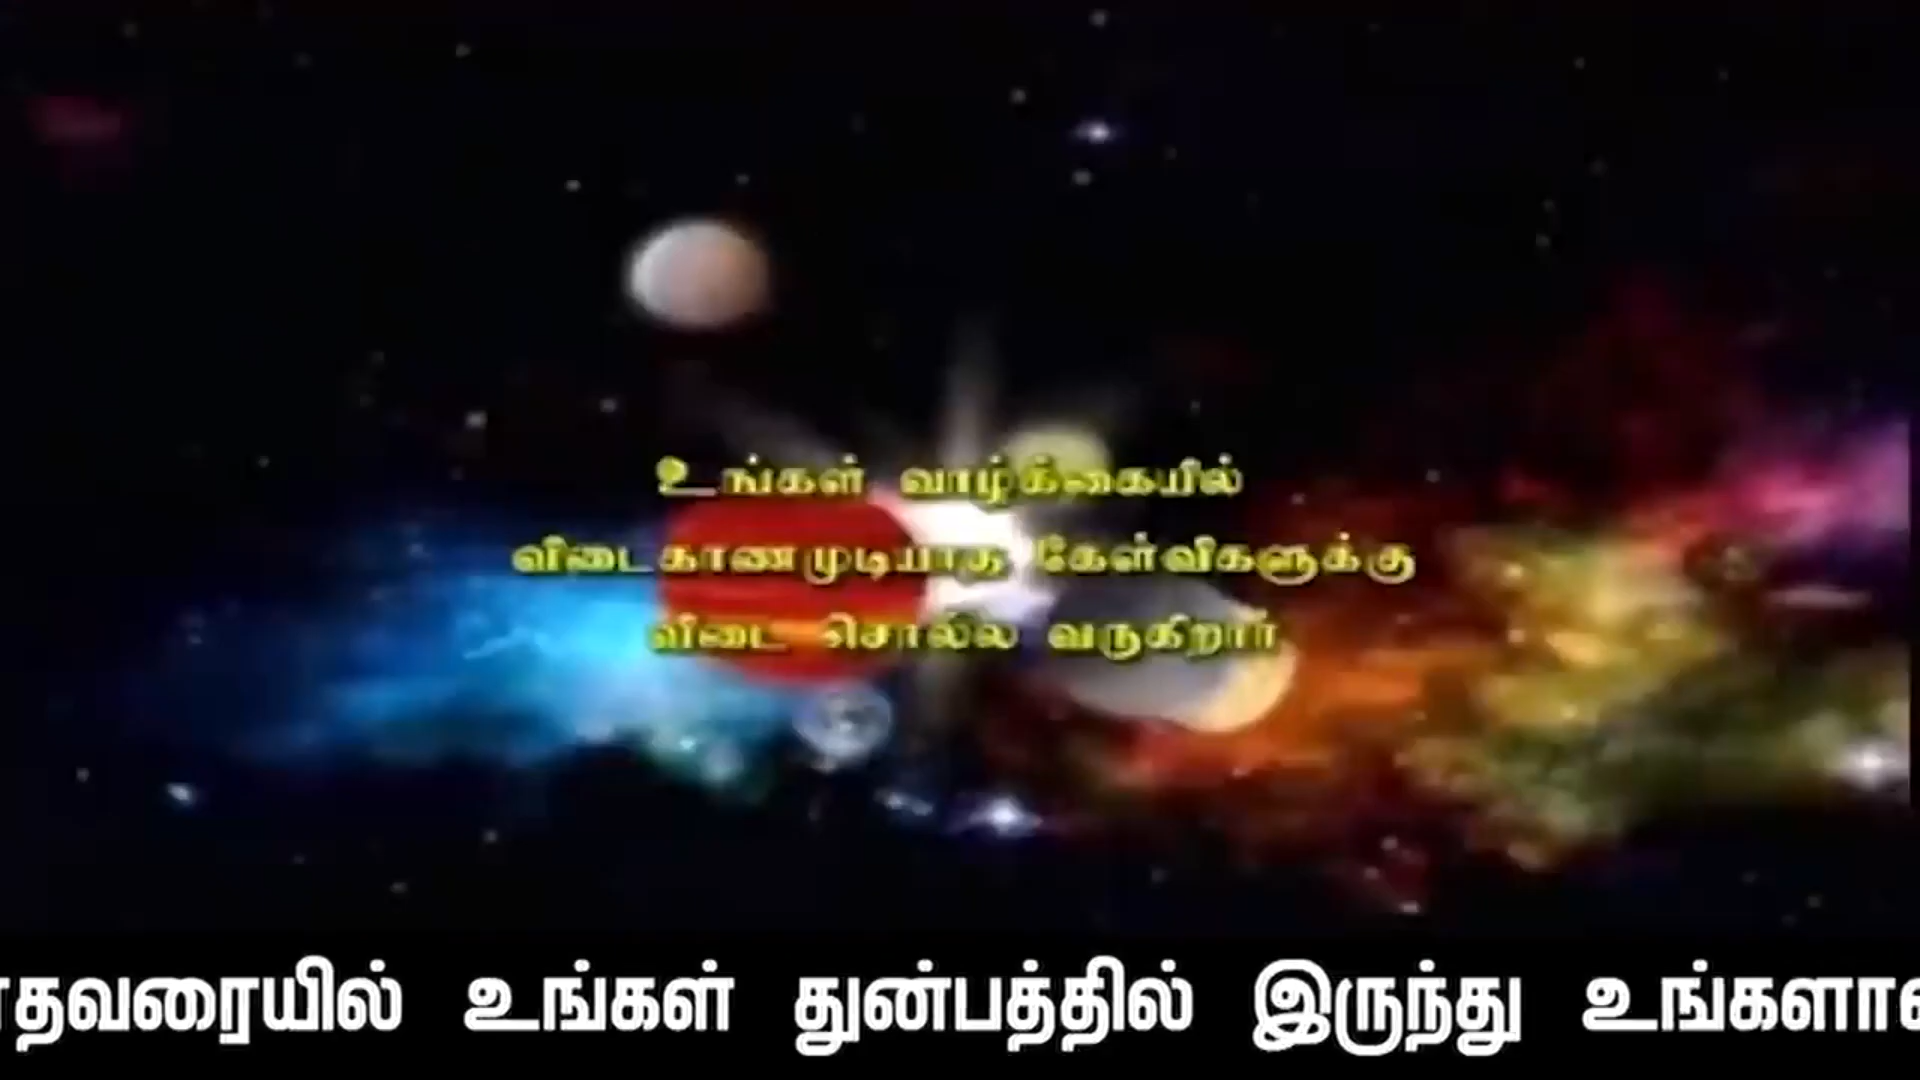 உங்கள் வாழ்க்கையில்
விடைகாணமுடியாத கேள்விகளுக்கு
விடை சொல்ல வருகிறார்
தவரையில் உங்கள் துன்பத்தில் இருந்து உங்களா